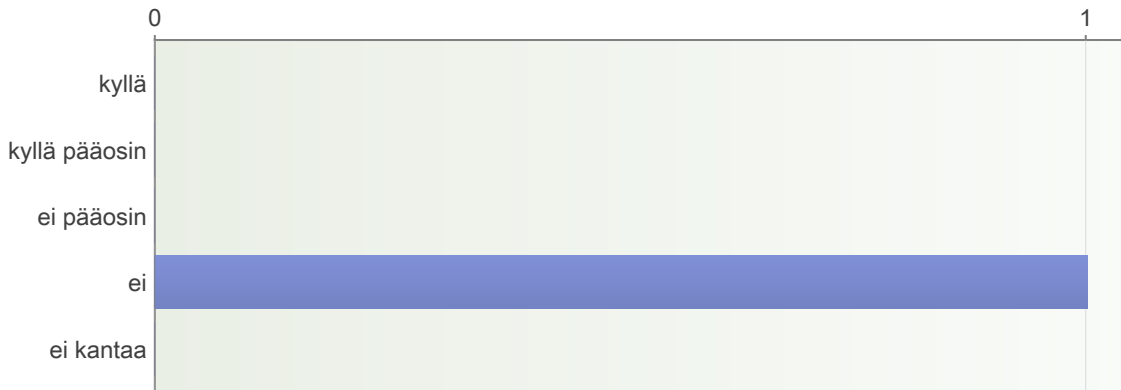 0 1
kyllä
kyllä pääosin
ei pääosin
ei
ei kantaa